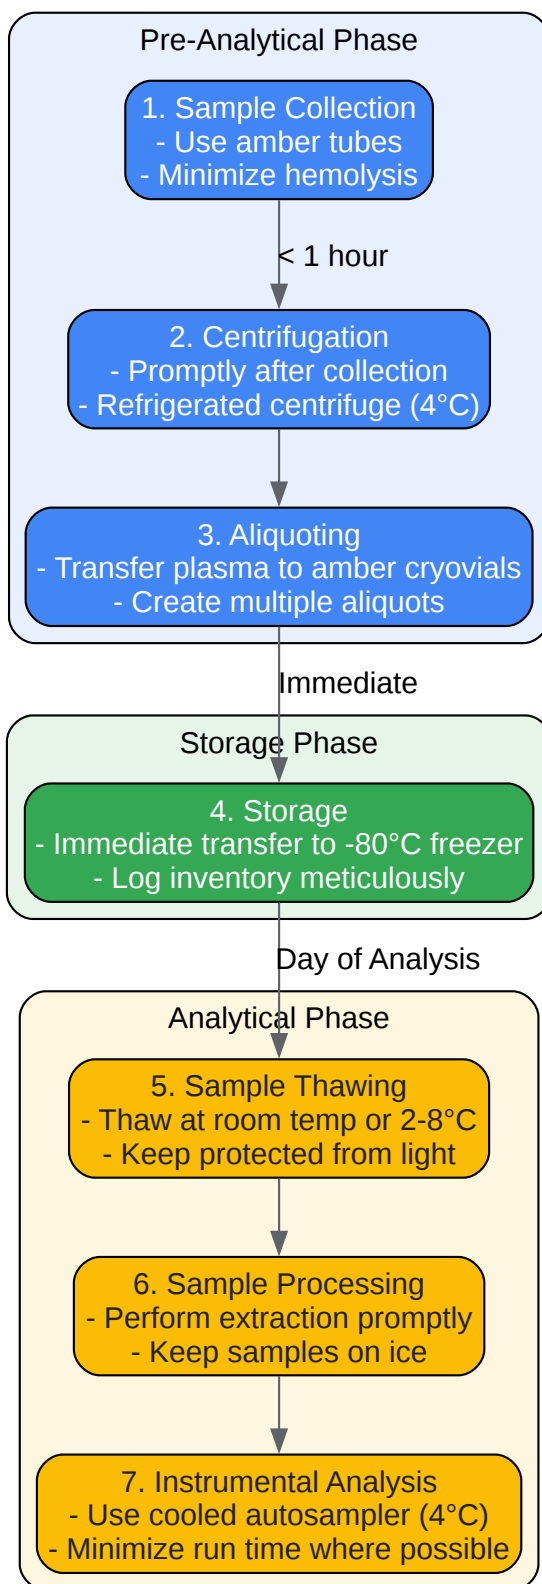 Pre-Analytical Phase
1. Sample Collection
- Use amber tubes
- Minimize hemolysis
< 1 hour
2. Centrifugation
- Promptly after collection
- Refrigerated centrifuge (4°C)
3. Aliquoting
- Transfer plasma to amber cryovials
- Create multiple aliquots
Immediate
Storage Phase
4. Storage
- Immediate transfer to -80°C freezer
- Log inventory meticulously
Day of Analysis
Analytical Phase
5. Sample Thawing
- Thaw at room temp or 2-8°C
- Keep protected from light
6. Sample Processing
- Perform extraction promptly
- Keep samples on ice
7. Instrumental Analysis
- Use cooled autosampler (4°C)
- Minimize run time where possible